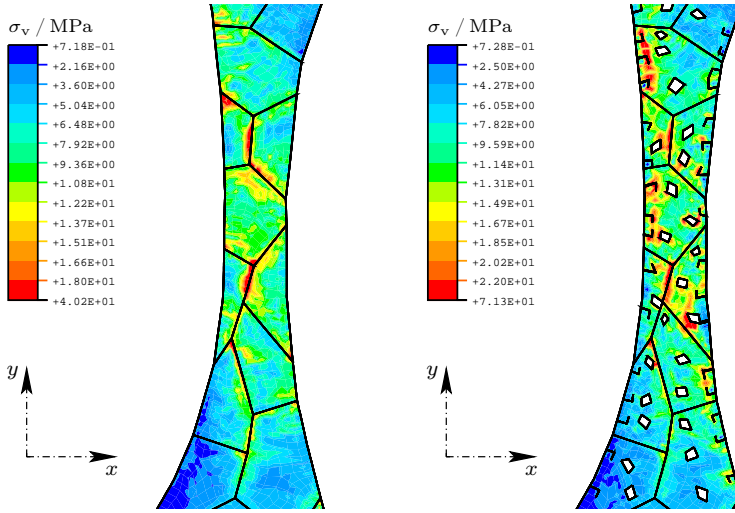 σv / MPa
+7.18E-01
+2.16E+00
+3.60E+00
+5.04E+00
+6.48E+00
+7.92E+00
+9.36E+00
+1.08E+01
+1.22E+01
+1.37E+01
+1.51E+01
+1.66E+01
+1.80E+01
+4.02E+01
y
x
σv / MPa
+7.28E-01
+2.50E+00
+4.27E+00
+6.05E+00
+7.82E+00
+9.59E+00
+1.14E+01
+1.31E+01
+1.49E+01
+1.67E+01
+1.85E+01
+2.02E+01
+2.20E+01
+7.13E+01
y
x